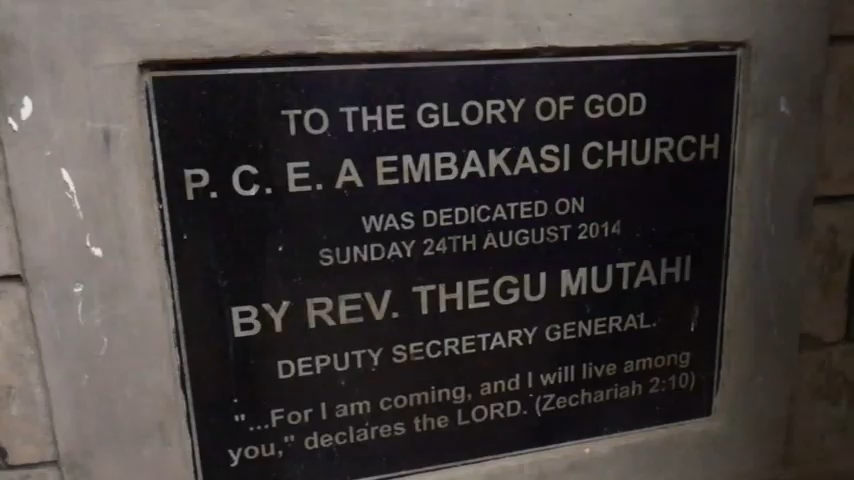 TO THE GLORY OF GOD
P. C. E. A EMBAKASI CHURCH
WAS DEDICATED ON
SUNDAY 24TH AUGUST 2014
BY REV. THEGU MUTAHI
DEPUTY SECRETARY GENERAL.
"...For I am coming, and I will live among
you," declares the LORD. (Zechariah 2:10)